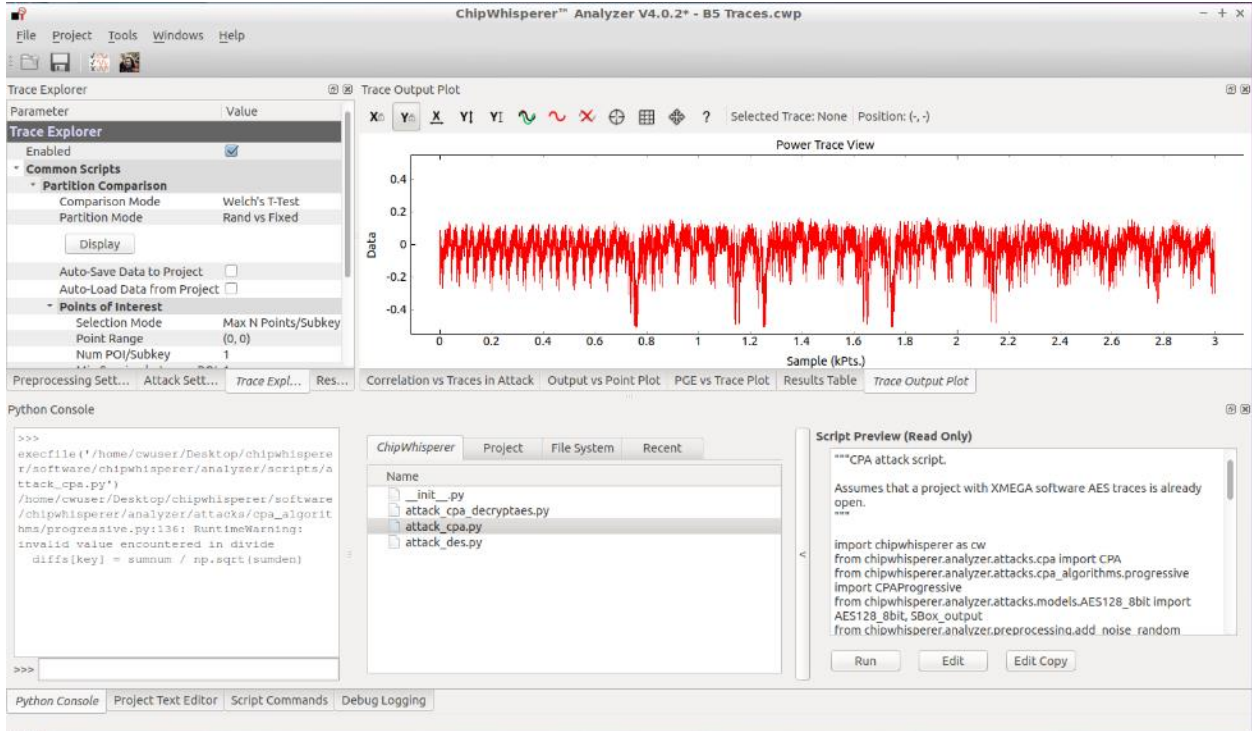 ChipWhisperer™ Analyzer V4.0.2* - B5 Traces.cwp
File Project Tools Windows Help
Trace Explorer
Parameter Value
Trace Explorer
Enabled
Common Scripts
Partition Comparison
Comparison Mode Welch's T-Test
Partition Mode Rand vs Fixed
Display
Auto-Save Data to Project
Auto-Load Data from Project
Points of Interest
Selection Mode Max N Points/Subkey
Point Range (0, 0)
Num POI/Subkey 1
Preprocessing Sett... Attack Sett... Trace Expl... Res...
Trace Output Plot
X Y X Y Y ? Selected Trace: None Position: (-, -)
Power Trace View
0.4
0.2
0
-0.2
-0.4
Data
0 0.2 0.4 0.6 0.8 1 1.2 1.4 1.6 1.8 2 2.2 2.4 2.6 2.8 3
Sample (kPts.)
Correlation vs Traces in Attack Output vs Point Plot PGE vs Trace Plot Results Table Trace Output Plot
Python Console
>>>
execfile('/home/cwuser/Desktop/chipwhispere
r/software/chipwhisperer/analyzer/scripts/a
ttack_cpa.py')
/home/cwuser/Desktop/chipwhisperer/software
/chipwhisperer/analyzer/attacks/cpa_algorit
hms/progressive.py:136: RuntimeWarning:
invalid value encountered in divide
diffs[key] = sumnum / np.sqrt(sumden)
>>>
ChipWhisperer Project File System Recent
Name
__init__.py
attack_cpa_decryptaes.py
attack_cpa.py
attack_des.py
<
Script Preview (Read Only)
"""CPA attack script.
Assumes that a project with XMEGA software AES traces is already
open.
"""
import chipwhisperer as cw
from chipwhisperer.analyzer.attacks.cpa import CPA
from chipwhisperer.analyzer.attacks.cpa_algorithms.progressive
import CPAProgressive
from chipwhisperer.analyzer.attacks.models.AES128_8bit import
AES128_8bit, SBox_output
from chipwhisperer.analyzer.preprocessing.add_noise_random
Run Edit Edit Copy
Python Console Project Text Editor Script Commands Debug Logging